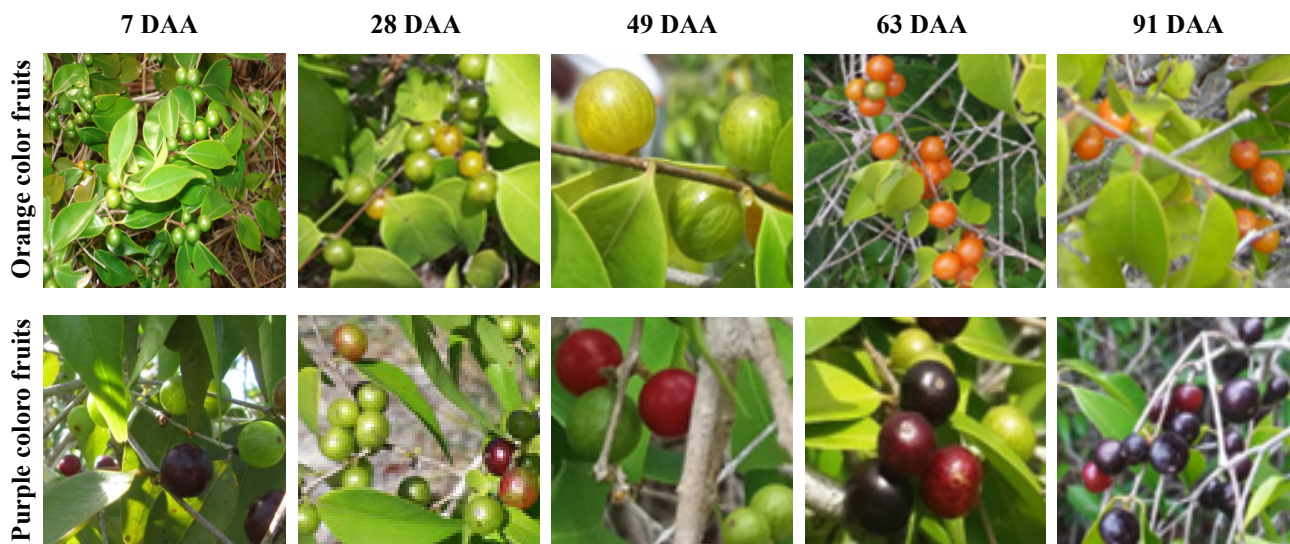 7 DAA 28 DAA 49 DAA 63 DAA 91 DAA
Orange color fruits
Purple coloro fruits